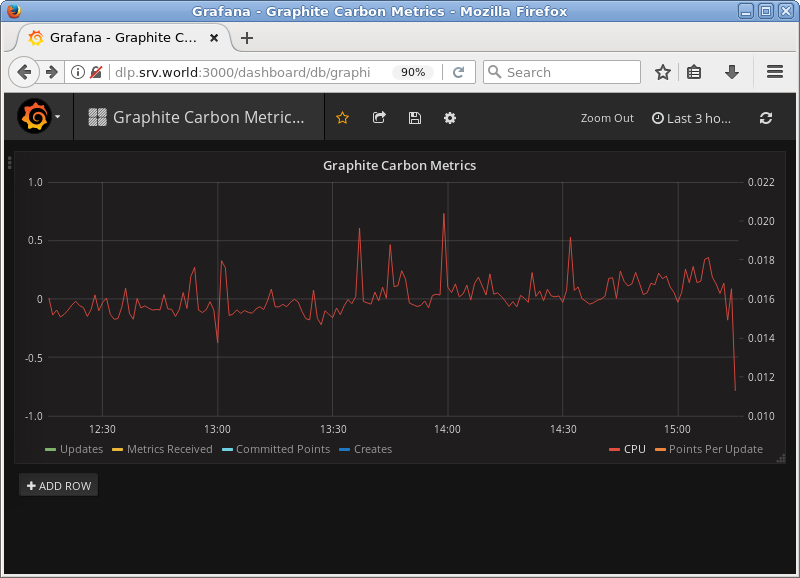 Grafana - Graphite Carbon Metrics - Mozilla Firefox
Grafana - Graphite C...
dlp.srv.world:3000/dashboard/db/graphi
90%
Search
Graphite Carbon Metric...
Zoom Out
Last 3 ho...
Graphite Carbon Metrics
1.0
0.5
0
-0.5
-1.0
0.022
0.020
0.018
0.016
0.014
0.012
0.010
12:30 13:00 13:30 14:00 14:30 15:00
Updates Metrics Received Committed Points Creates CPU Points Per Update
+ ADD ROW